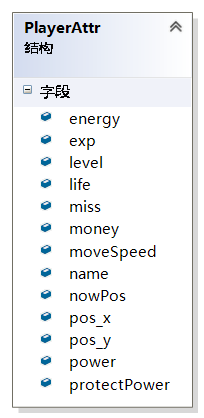 PlayerAttr
结构
字段
energy
exp
level
life
miss
money
moveSpeed
name
nowPos
pos_x
pos_y
power
protectPower